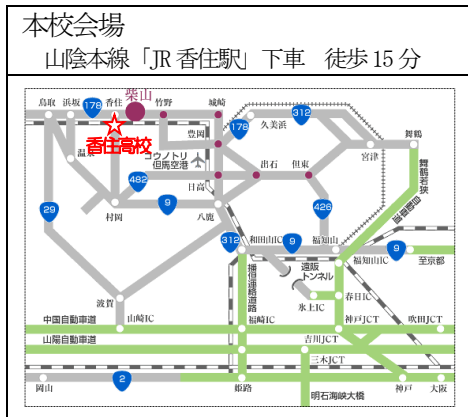 本校会場
山陰本線「JR 香住駅」下車 徒歩 15 分
鳥取 浜坂 178 香住 柴山 竹野 城崎 312
香住高校
178 久美浜
舞鶴
豊岡
温泉
コウノトリ
但馬空港
宮津
482
出石 但東
舞鶴若狭
自動車道
日高
29
9
村岡
八鹿
426
312 和田山IC 9 福知山
福知山IC 9 至京都
播但連絡道路
遠阪
トンネル
波賀
春日IC
氷上IC
山崎IC
中国自動車道 福崎IC 神戸JCT 吹田JCT
山陽自動車道 吉川JCT
三木JCT
岡山 2 姫路 神戸 大阪
明石海峡大橋